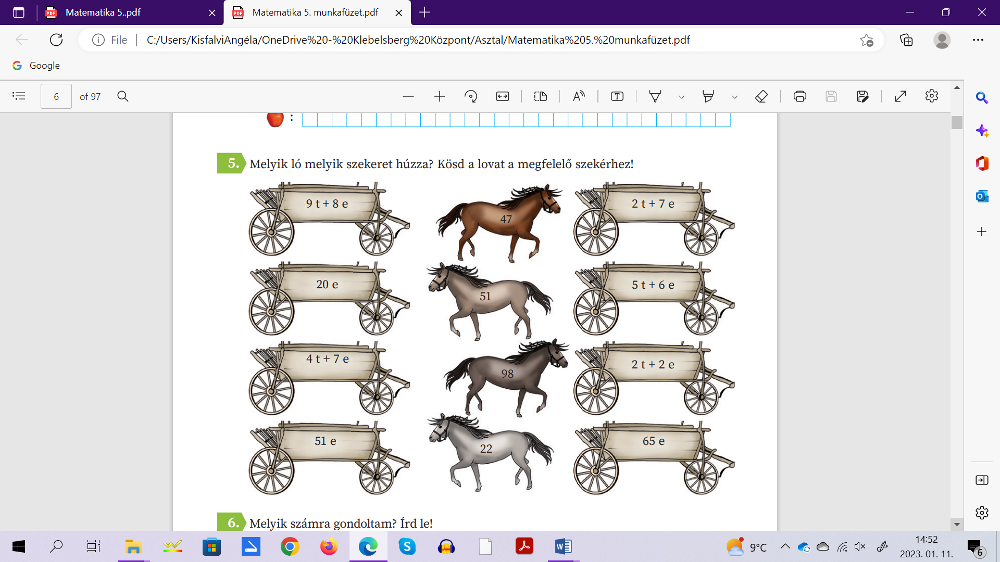 Matematika 5..pdf
Matematika 5. munkafüzet.pdf
File
C:/Users/KisfalviAngéla/OneDrive%20-%20Klebelsberg%20Központ/Asztal/Matematika%205.%20munkafüzet.pdf
Google
6 of 97
:
5. Melyik ló melyik szekeret húzza? Kösd a lovat a megfelelő szekérhez!
9 t + 8 e
47
2 t + 7 e
20 e
51
5 t + 6 e
4 t + 7 e
98
2 t + 2 e
51 e
22
65 e
6. Melyik számra gondoltam? Írd le!
9°C
14:52
2023. 01. 11.
6